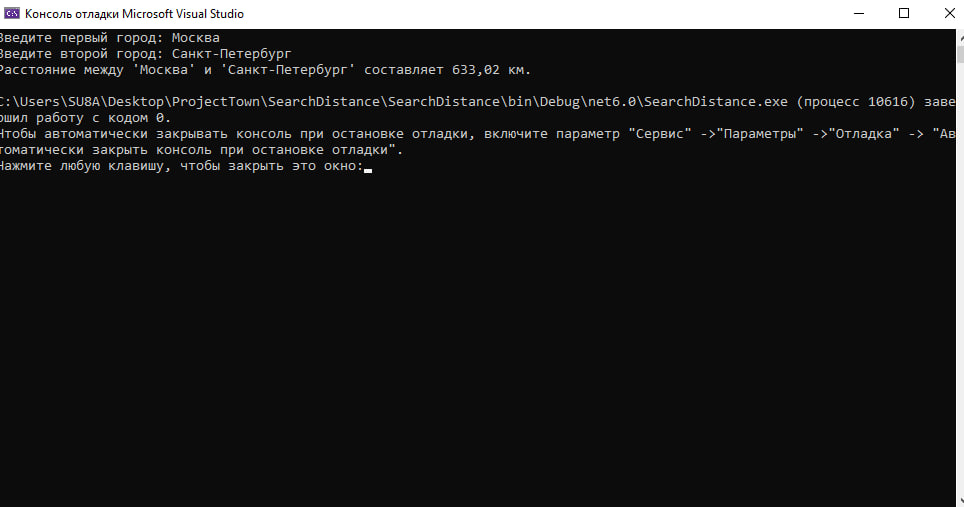 Консоль отладки Microsoft Visual Studio
Введите первый город: Москва
Введите второй город: Санкт-Петербург
Расстояние между 'Москва' и 'Санкт-Петербург' составляет 633,02 км.
C:\Users\SU8A\Desktop\ProjectTown\SearchDistance\SearchDistance\bin\Debug\net6.0\SearchDistance.exe (процесс 10616) заве
ршил работу с кодом 0.
Чтобы автоматически закрывать консоль при остановке отладки, включите параметр "Сервис" ->"Параметры" ->"Отладка" -> "Ав
томатически закрыть консоль при остановке отладки".
Нажмите любую клавишу, чтобы закрыть это окно: